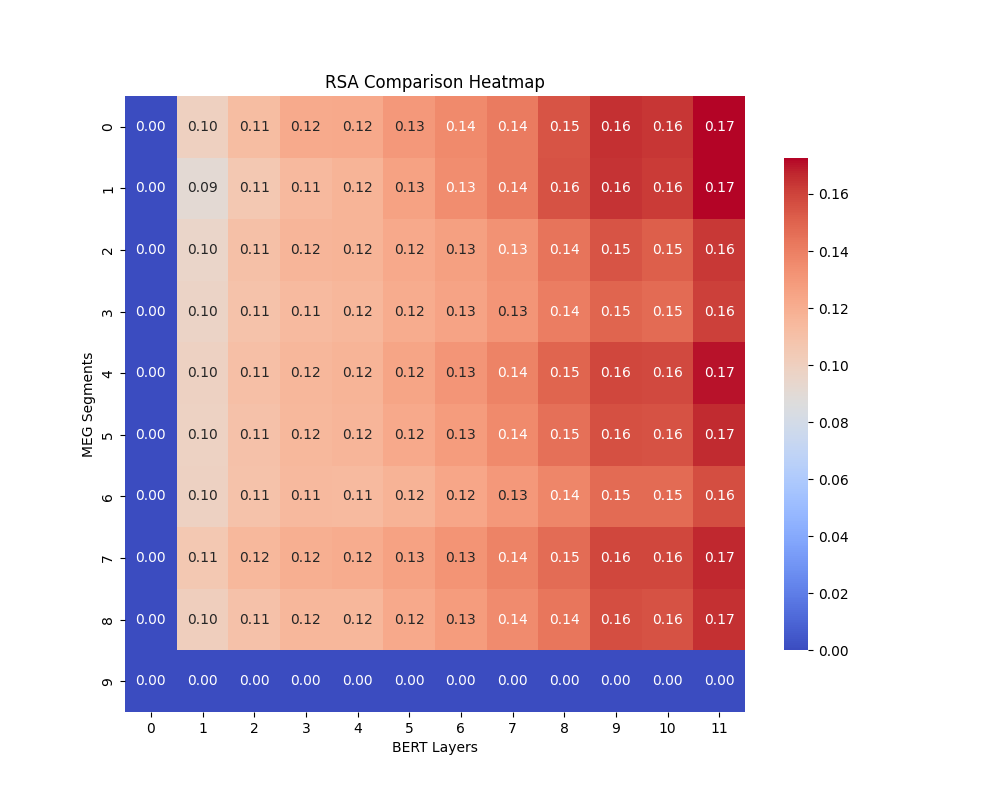 RSA Comparison Heatmap
0 0.00 0.10 0.11 0.12 0.12 0.13 0.14 0.14 0.15 0.16 0.16 0.17
1 0.00 0.09 0.11 0.11 0.12 0.13 0.13 0.14 0.16 0.16 0.16 0.17
2 0.00 0.10 0.11 0.12 0.12 0.12 0.13 0.13 0.14 0.15 0.15 0.16
3 0.00 0.10 0.11 0.11 0.12 0.12 0.13 0.13 0.14 0.15 0.15 0.16
4 0.00 0.10 0.11 0.12 0.12 0.12 0.13 0.14 0.15 0.16 0.16 0.17
5 0.00 0.10 0.11 0.12 0.12 0.12 0.13 0.14 0.15 0.16 0.16 0.17
6 0.00 0.10 0.11 0.11 0.11 0.12 0.12 0.13 0.14 0.15 0.15 0.16
7 0.00 0.11 0.12 0.12 0.12 0.13 0.13 0.14 0.15 0.16 0.16 0.17
8 0.00 0.10 0.11 0.12 0.12 0.12 0.13 0.14 0.14 0.16 0.16 0.17
9 0.00 0.00 0.00 0.00 0.00 0.00 0.00 0.00 0.00 0.00 0.00 0.00
0 1 2 3 4 5 6 7 8 9 10 11
BERT Layers
MEG Segments
0.16
0.14
0.12
0.10
0.08
0.06
0.04
0.02
0.00